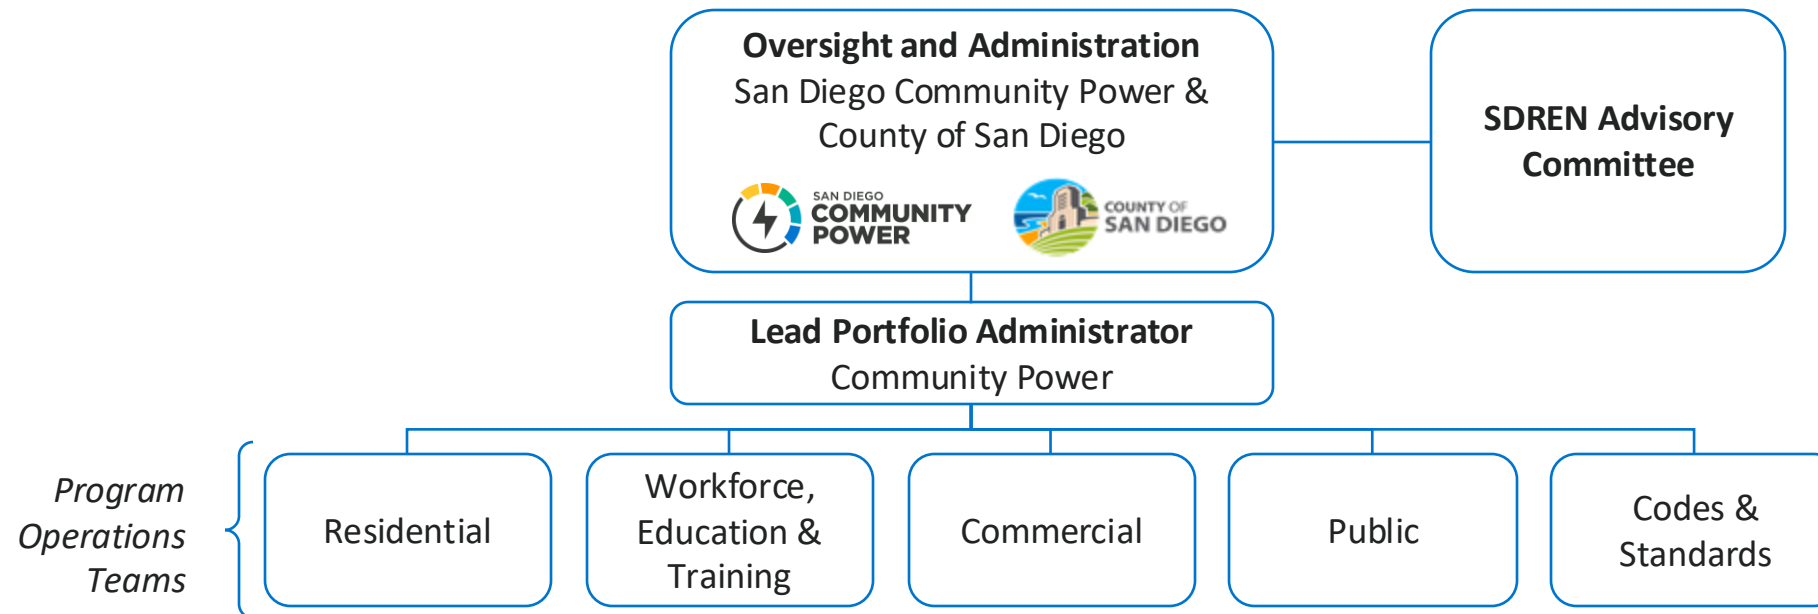 Oversight and Administration
San Diego Community Power &
County of San Diego
SAN DIEGO
COMMUNITY
POWER
COUNTY OF
SAN DIEGO
SDREN Advisory
Committee
Lead Portfolio Administrator
Community Power
Program
Operations
Teams
Residential
Workforce,
Education &
Training
Commercial
Public
Codes &
Standards